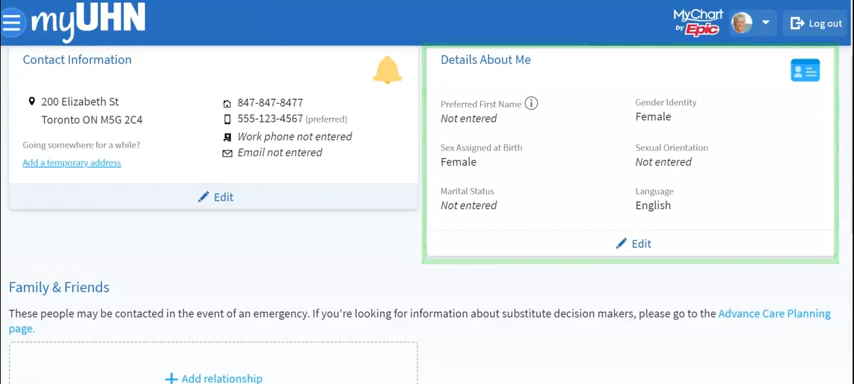 myUHN
MyChart
by Epic
Log out
Contact Information
200 Elizabeth St
Toronto ON M5G 2C4
Going somewhere for a while?
Add a temporary address
847-847-8477
555-123-4567 (preferred)
Work phone not entered
Email not entered
Edit
Details About Me
Preferred First Name
Not entered
Gender Identity
Female
Sex Assigned at Birth
Female
Sexual Orientation
Not entered
Marital Status
Not entered
Language
English
Edit
Family & Friends
These people may be contacted in the event of an emergency. If you're looking for information about substitute decision makers, please go to the Advance Care Planning
page.
Add relationship